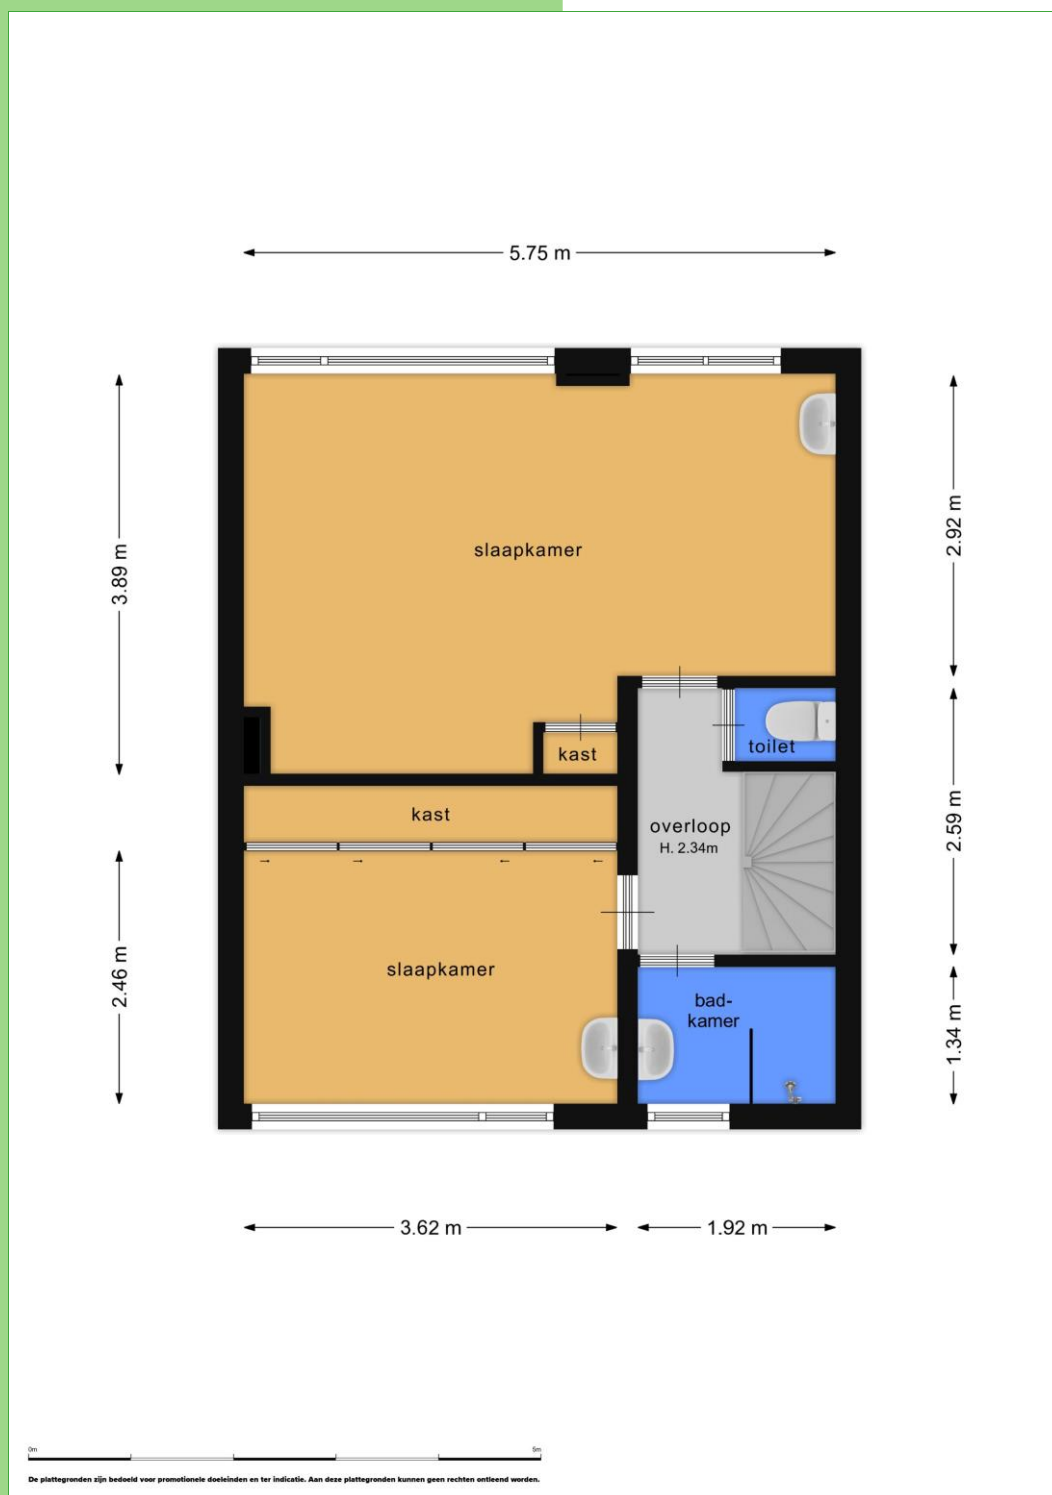 5.75 m
3.89 m
2.92 m
slaapkamer
kast
toilet
kast
overloop
H. 2.34m
2.59 m
2.46 m
slaapkamer
bad-
kamer
1.34 m
3.62 m
1.92 m
0m
5m
De plattegronden zijn bedoeld voor promotionele doeleinden en ter indicatie. Aan deze plattegronden kunnen geen rechten ontleend worden.